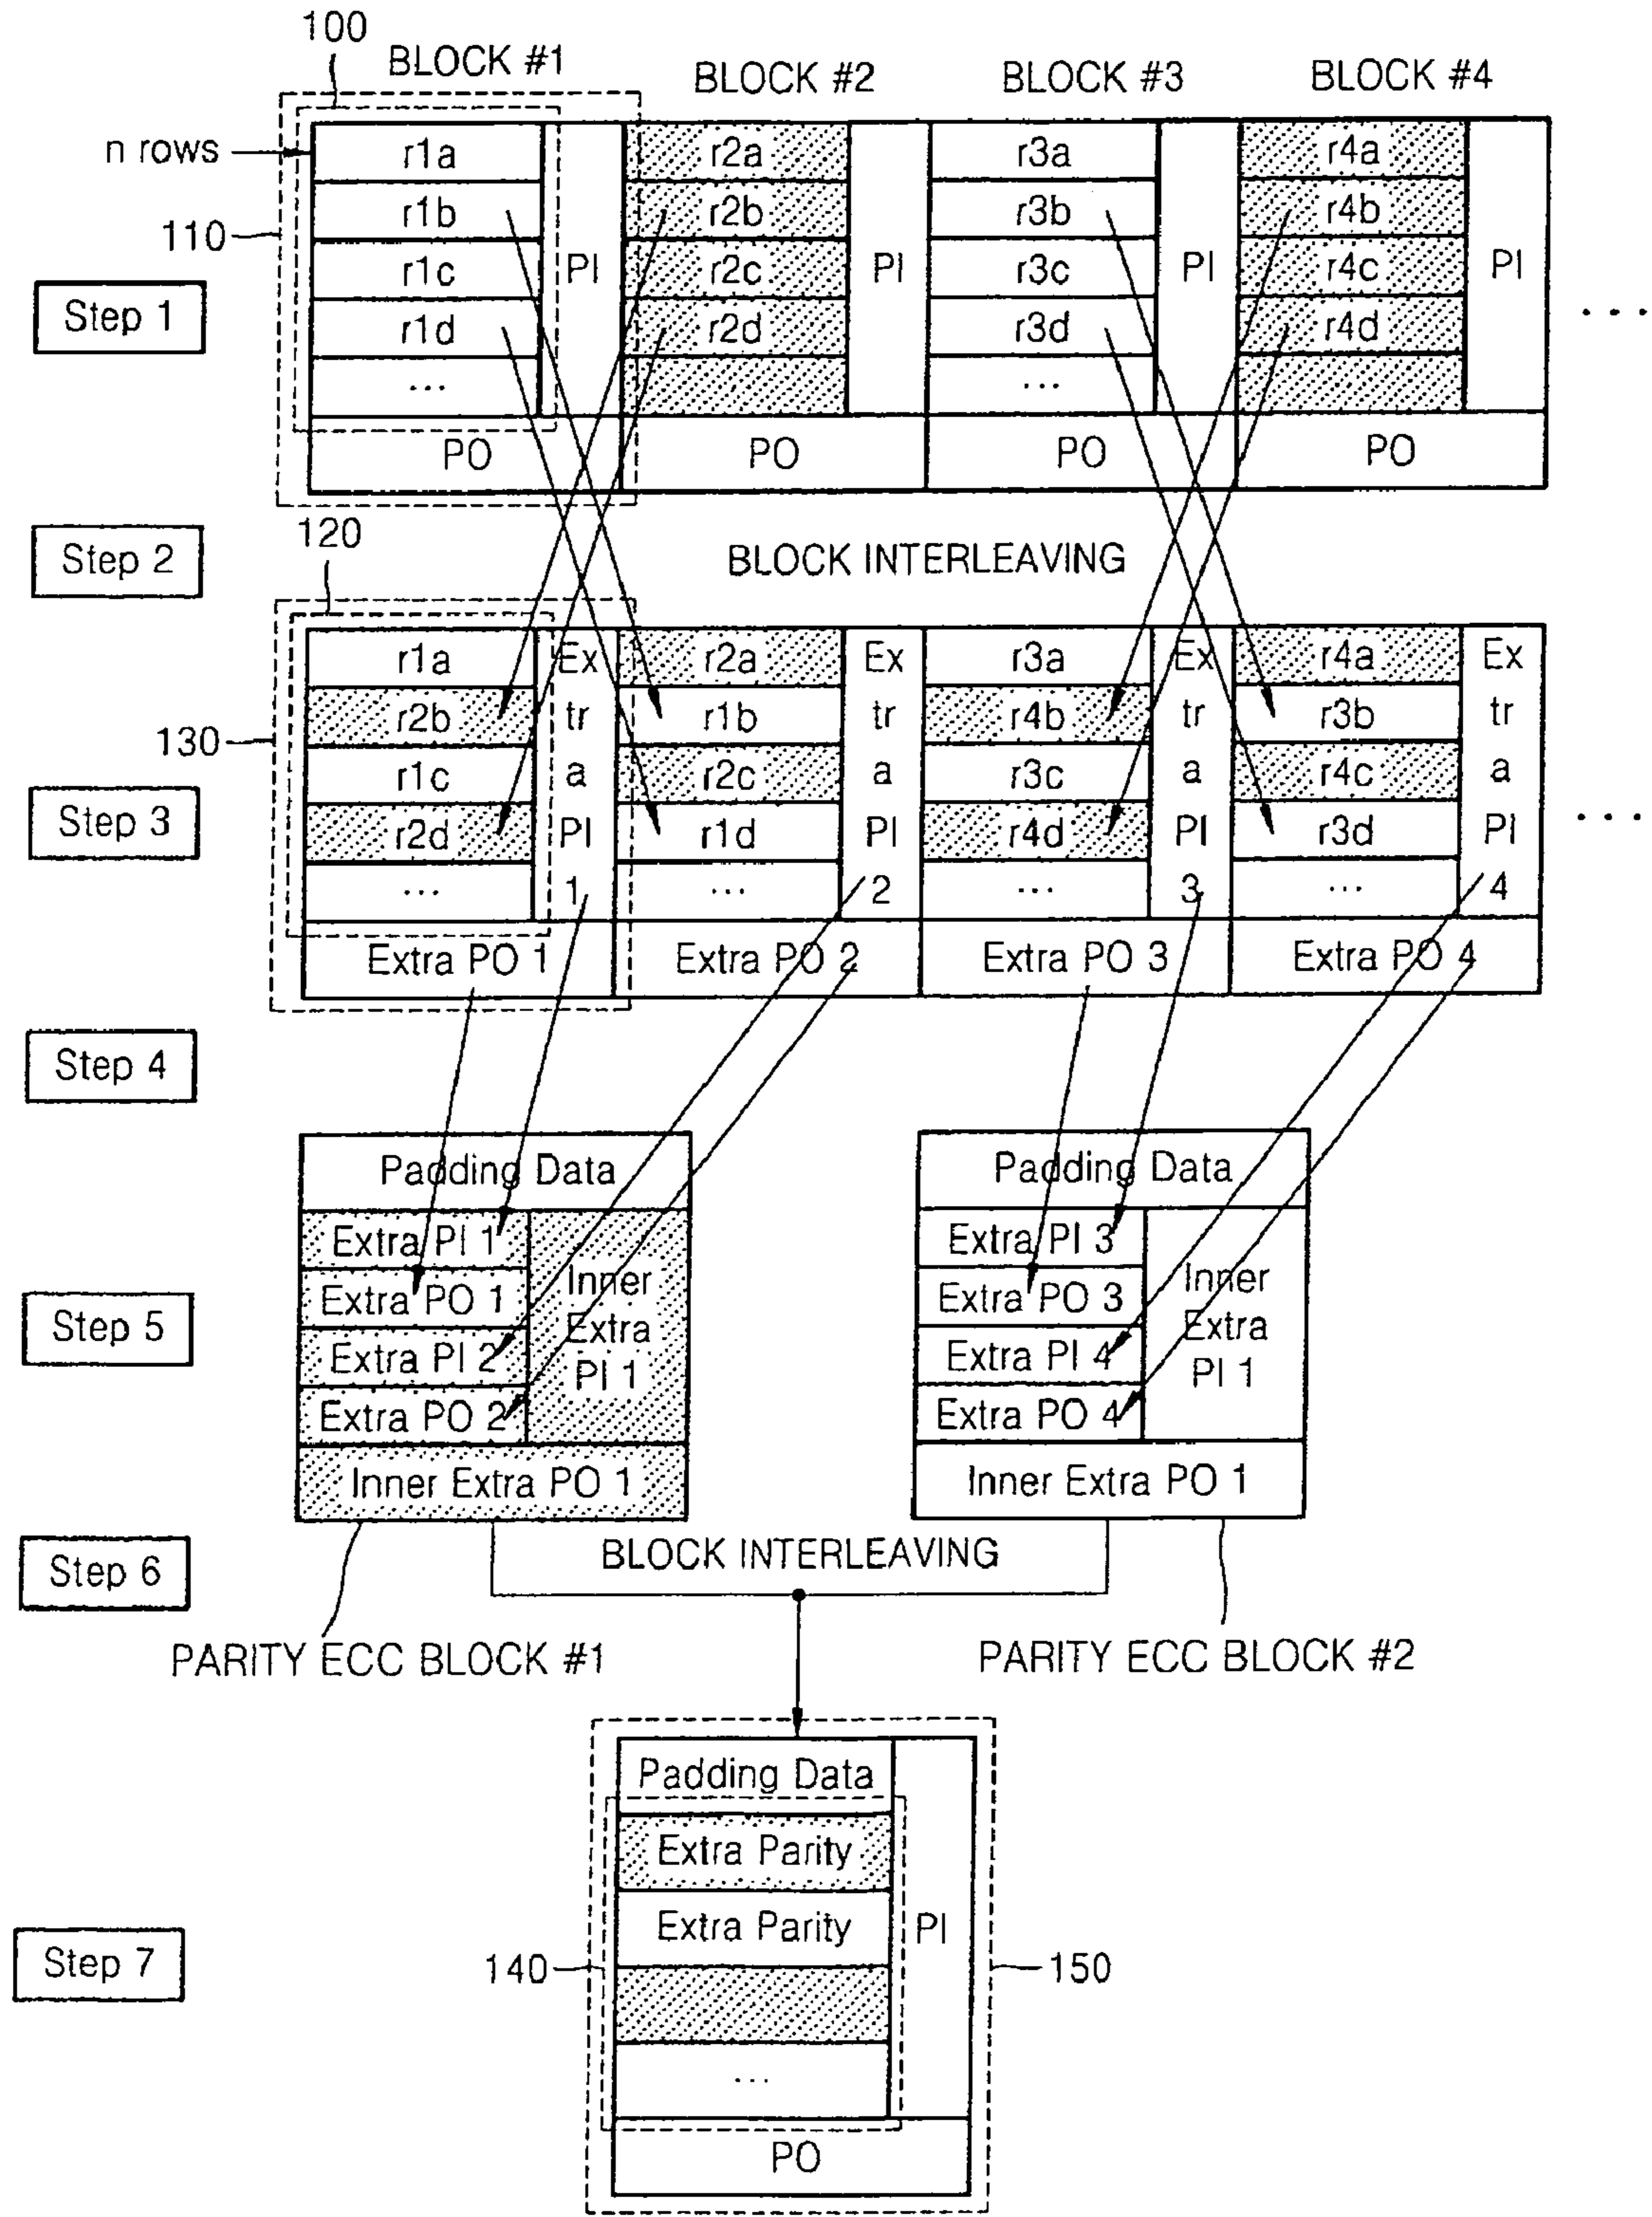 100
BLOCK #1 BLOCK #2 BLOCK #3 BLOCK #4
n rows r1a r2a r3a r4a
110 r1b r2b r3b r4b
r1c PI r2c PI r3c PI r4c PI
Step 1 r1d r2d r3d r4d ...
... ...
PO PO PO PO
120
Step 2 BLOCK INTERLEAVING
r1a Ex r2a Ex r3a Ex r4a Ex
130 r2b tr r1b tr r4b tr r3b tr
r1c a r2c a r3c a r4c a
Step 3 r2d PI r1d PI r4d PI r3d PI ...
... 1 ... 2 ... 3 ... 4
Extra PO 1 Extra PO 2 Extra PO 3 Extra PO 4
Step 4
Padding Data Padding Data
Extra PI 1 Extra PI 3
Extra PO 1 Inner Extra PO 3 Inner
Step 5 Extra PI 2 Extra Extra PI 4 Extra
PI 1 PI 1
Extra PO 2 Extra PO 4
Inner Extra PO 1 Inner Extra PO 1
Step 6 BLOCK INTERLEAVING
PARITY ECC BLOCK #1 PARITY ECC BLOCK #2
Padding Data
Extra Parity
Extra Parity PI
Step 7 140 150
...
PO